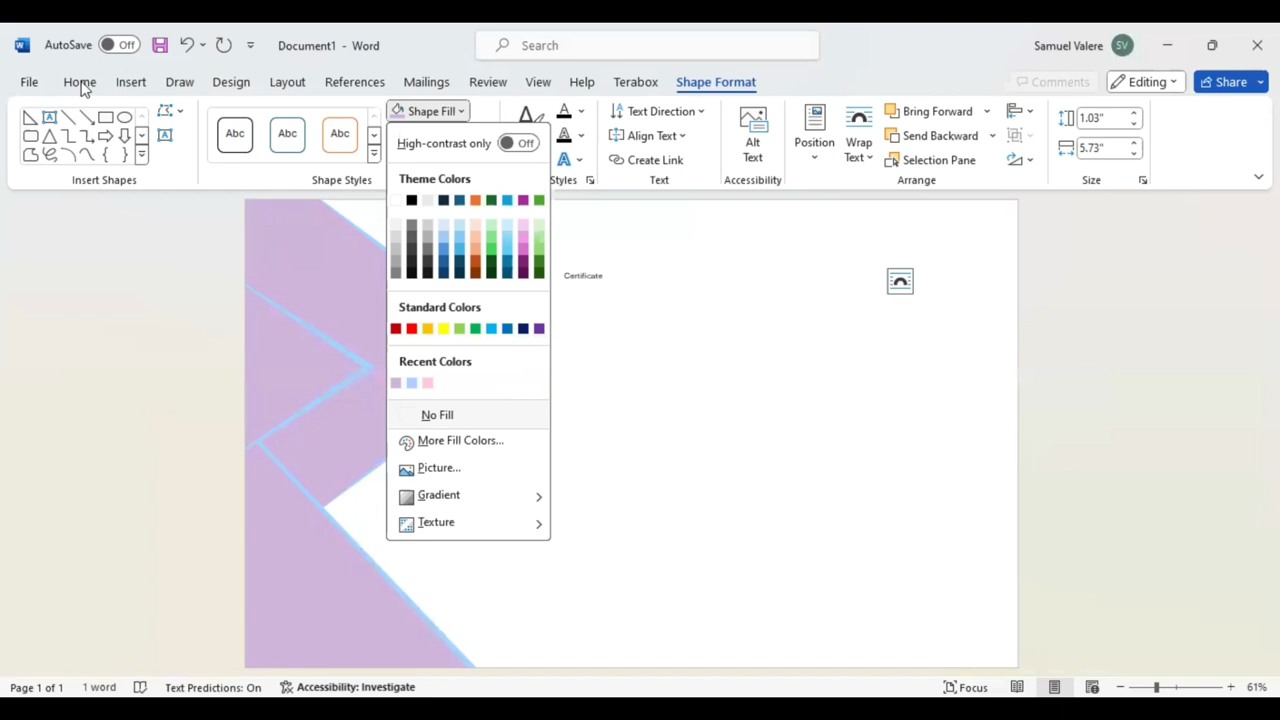 AutoSave Off Document1 - Word Search Samuel Valere SV
File Home Insert Draw Design Layout References Mailings Review View Help Terabox Shape Format Comments Editing Share
Abc Abc Abc
Shape Fill
Text Direction
Align Text
Create Link
Alt Text
Position
Wrap Text
Bring Forward
Send Backward
Selection Pane
1.03"
5.73"
Insert Shapes Shape Styles Styles Text Accessibility Arrange Size
High-contrast only Off
Theme Colors
Standard Colors
Recent Colors
No Fill
More Fill Colors...
Picture...
Gradient
Texture
Certificate
Page 1 of 1 1 word Text Predictions: On Accessibility: Investigate Focus 61%